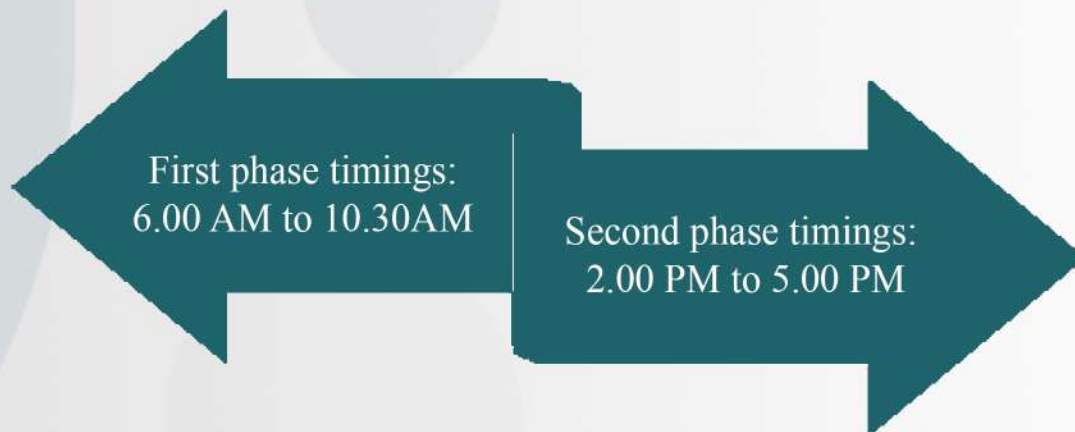 First phase timings:
6.00 AM to 10.30AM
Second phase timings:
2.00 PM to 5.00 PM